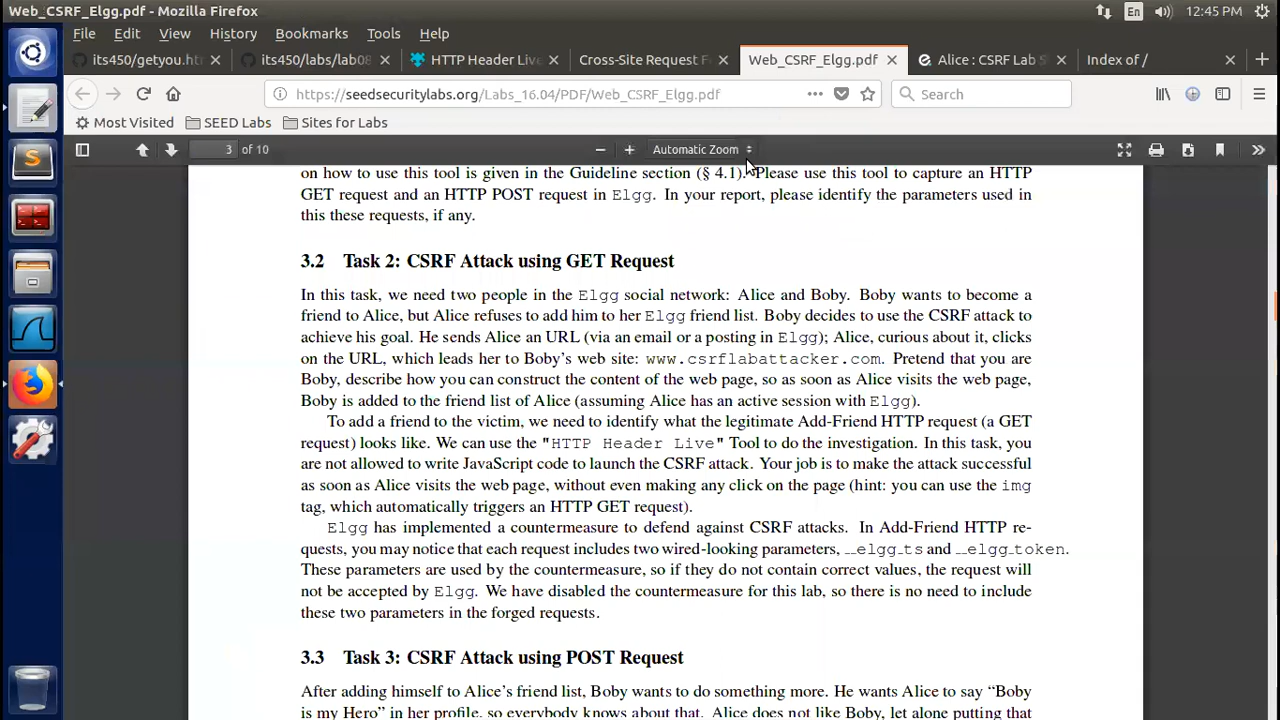 Web_CSRF_Elgg.pdf - Mozilla Firefox
En
12:45 PM
File Edit View History Bookmarks Tools Help
its450/getyou.ht
its450/labs/lab08
HTTP Header Live
Cross-Site Request F
Web_CSRF_Elgg.pdf
Alice : CSRF Lab S
Index of /
https://seedsecuritylabs.org/Labs_16.04/PDF/Web_CSRF_Elgg.pdf
Search
Most Visited SEED Labs Sites for Labs
3 of 10
Automatic Zoom
on how to use this tool is given in the Guideline section (§ 4.1). Please use this tool to capture an HTTP
GET request and an HTTP POST request in Elgg. In your report, please identify the parameters used in
this these requests, if any.
3.2 Task 2: CSRF Attack using GET Request
In this task, we need two people in the Elgg social network: Alice and Boby. Boby wants to become a
friend to Alice, but Alice refuses to add him to her Elgg friend list. Boby decides to use the CSRF attack to
achieve his goal. He sends Alice an URL (via an email or a posting in Elgg); Alice, curious about it, clicks
on the URL, which leads her to Boby's web site: www.csrflabattacker.com. Pretend that you are
Boby, describe how you can construct the content of the web page, so as soon as Alice visits the web page,
Boby is added to the friend list of Alice (assuming Alice has an active session with Elgg).
To add a friend to the victim, we need to identify what the legitimate Add-Friend HTTP request (a GET
request) looks like. We can use the "HTTP Header Live" Tool to do the investigation. In this task, you
are not allowed to write JavaScript code to launch the CSRF attack. Your job is to make the attack successful
as soon as Alice visits the web page, without even making any click on the page (hint: you can use the img
tag, which automatically triggers an HTTP GET request).
Elgg has implemented a countermeasure to defend against CSRF attacks. In Add-Friend HTTP re-
quests, you may notice that each request includes two wired-looking parameters, __elgg_ts and __elgg_token.
These parameters are used by the countermeasure, so if they do not contain correct values, the request will
not be accepted by Elgg. We have disabled the countermeasure for this lab, so there is no need to include
these two parameters in the forged requests.
3.3 Task 3: CSRF Attack using POST Request
After adding himself to Alice's friend list, Boby wants to do something more. He wants Alice to say "Boby
is my Hero" in her profile, so everybody knows about that. Alice does not like Boby, let alone putting that